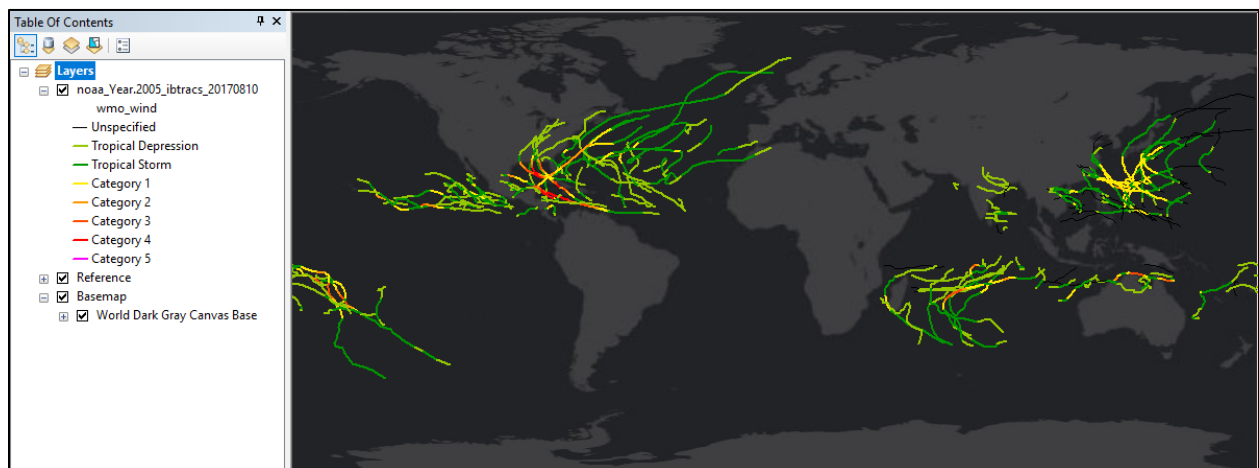 Table Of Contents
Layers
noaa_Year.2005_ibtracs_20170810
wmo_wind
Unspecified
Tropical Depression
Tropical Storm
Category 1
Category 2
Category 3
Category 4
Category 5
Reference
Basemap
World Dark Gray Canvas Base